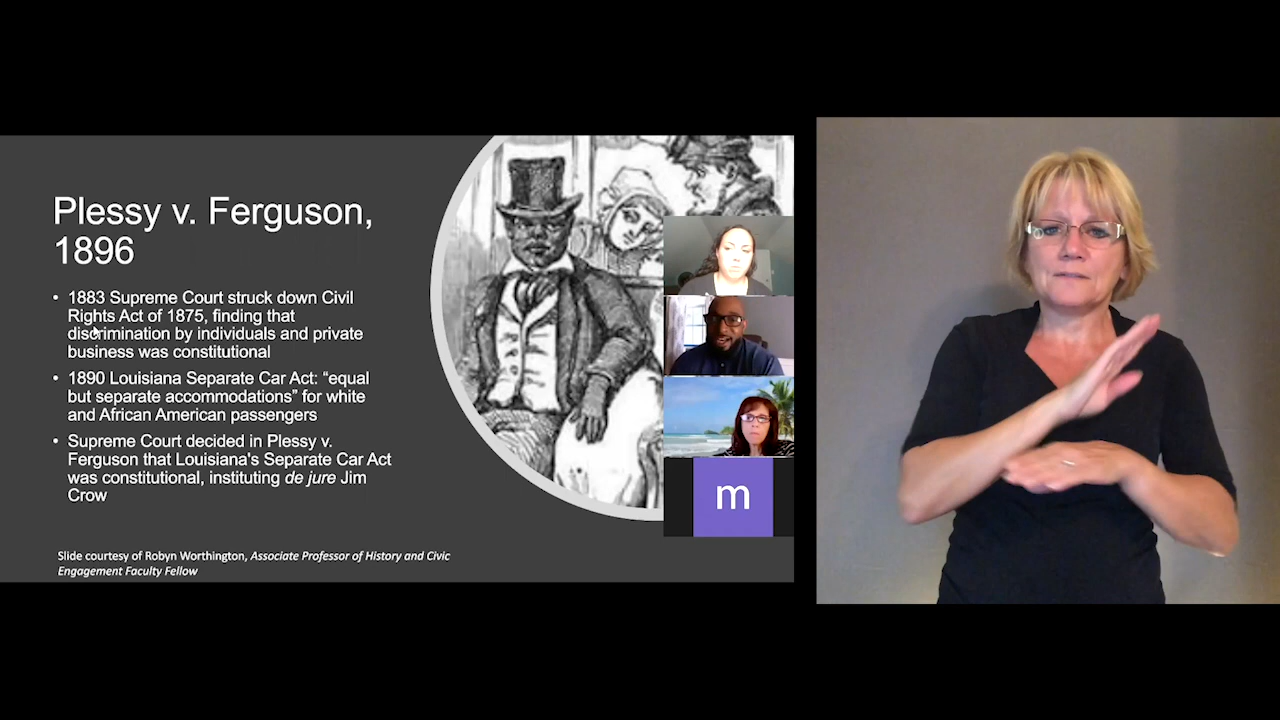 Plessy v. Ferguson,
1896
• 1883 Supreme Court struck down Civil
Rights Act of 1875, finding that
discrimination by individuals and private
business was constitutional
• 1890 Louisiana Separate Car Act: “equal
but separate accommodations” for white
and African American passengers
• Supreme Court decided in Plessy v.
Ferguson that Louisiana's Separate Car Act
was constitutional, instituting de jure Jim
Crow
Slide courtesy of Robyn Worthington, Associate Professor of History and Civic
Engagement Faculty Fellow
m